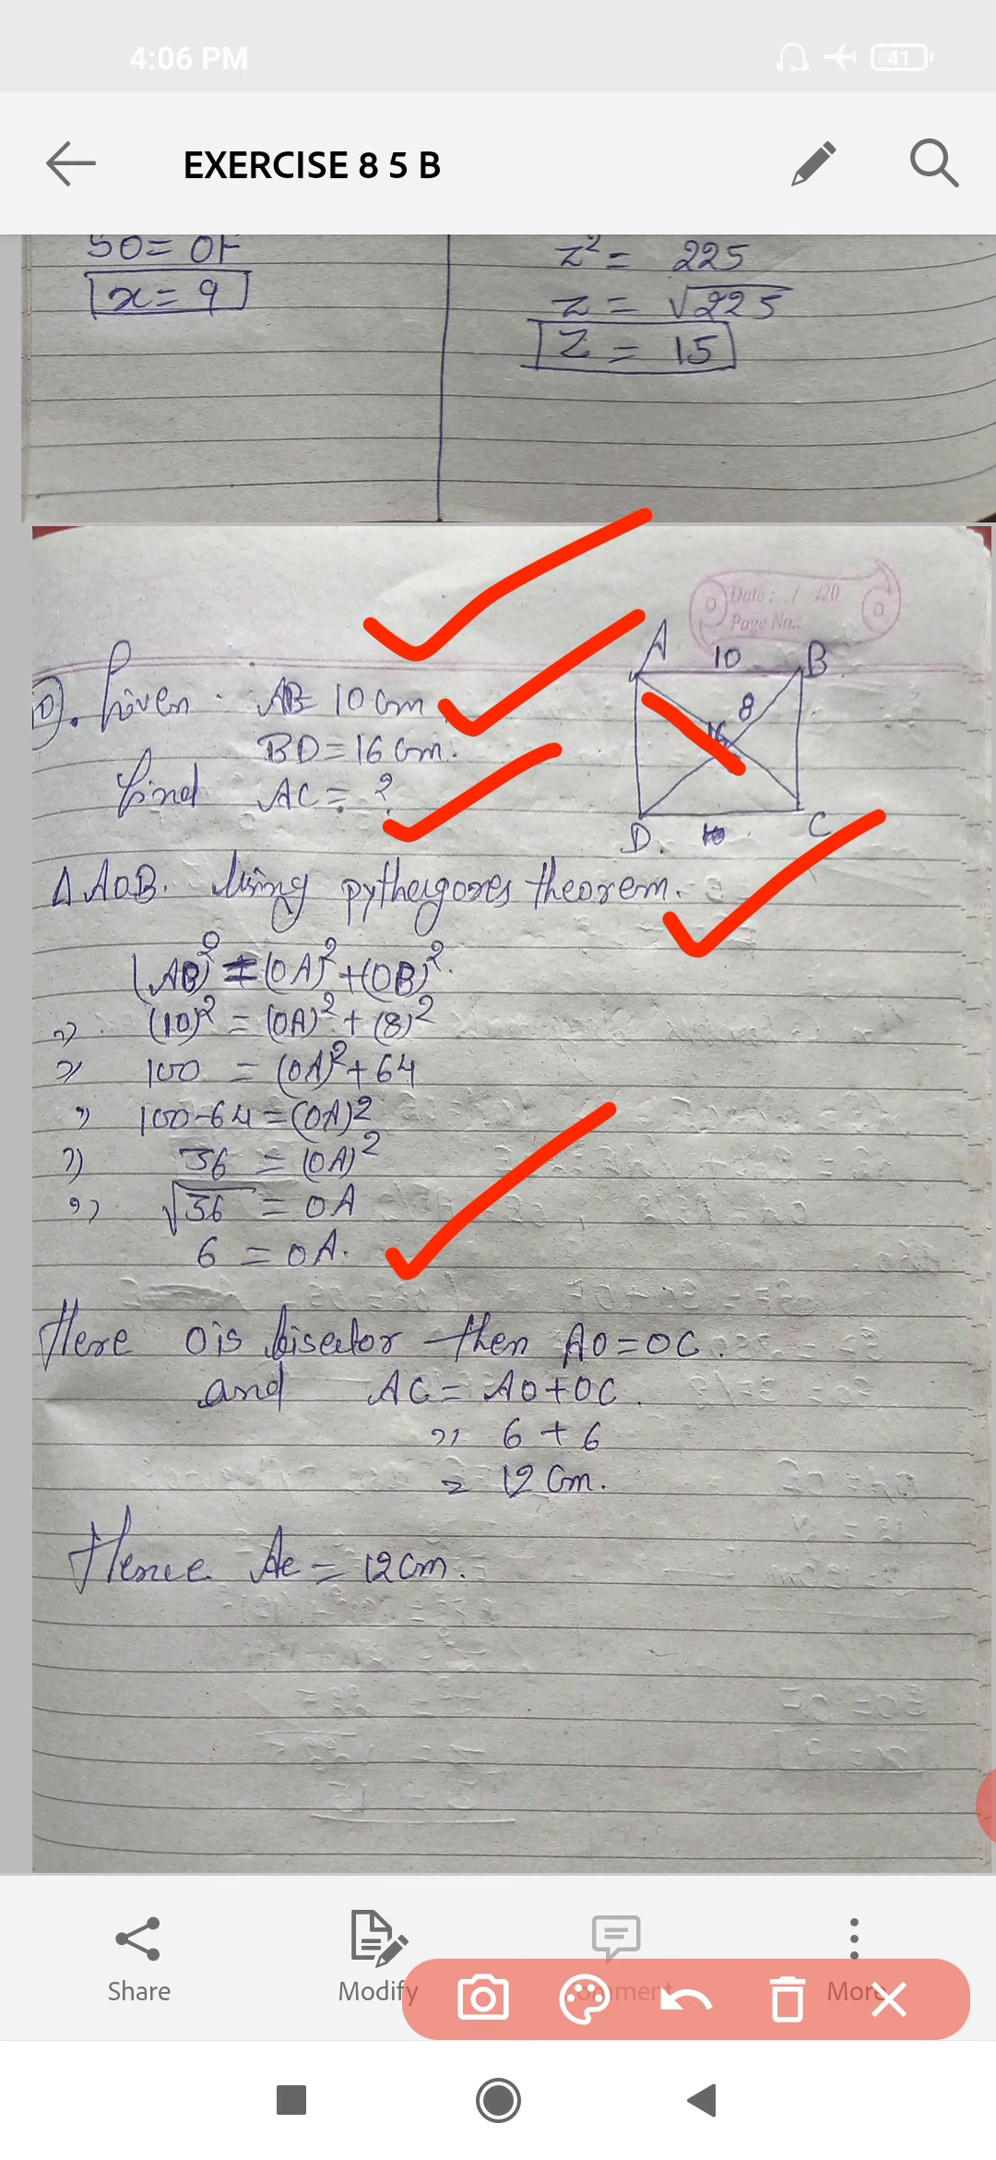 4:06 PM
41
EXERCISE 8 5 B
SO = OF
x = 9
z² = 225
z = √225
Z = 15
Date: / /20
Page No.:
A 10 B
8
16
D. C
Given AB = 10 Cm
BD = 16 Cm.
find AC = ?
Δ AOB. Using pythagores theorem.
(AB)² = (OA)² + (OB)².
(10)² = (OA)² + (8)²
100 = (OA)² + 64
100 - 64 = (OA)²
36 = (OA)²
√36 = OA
6 = OA.
Here O is bisector then AO = OC.
and AC = AO + OC.
6 + 6
= 12 Cm.
Hence Ac = 12 cm.
Share
Modify
More